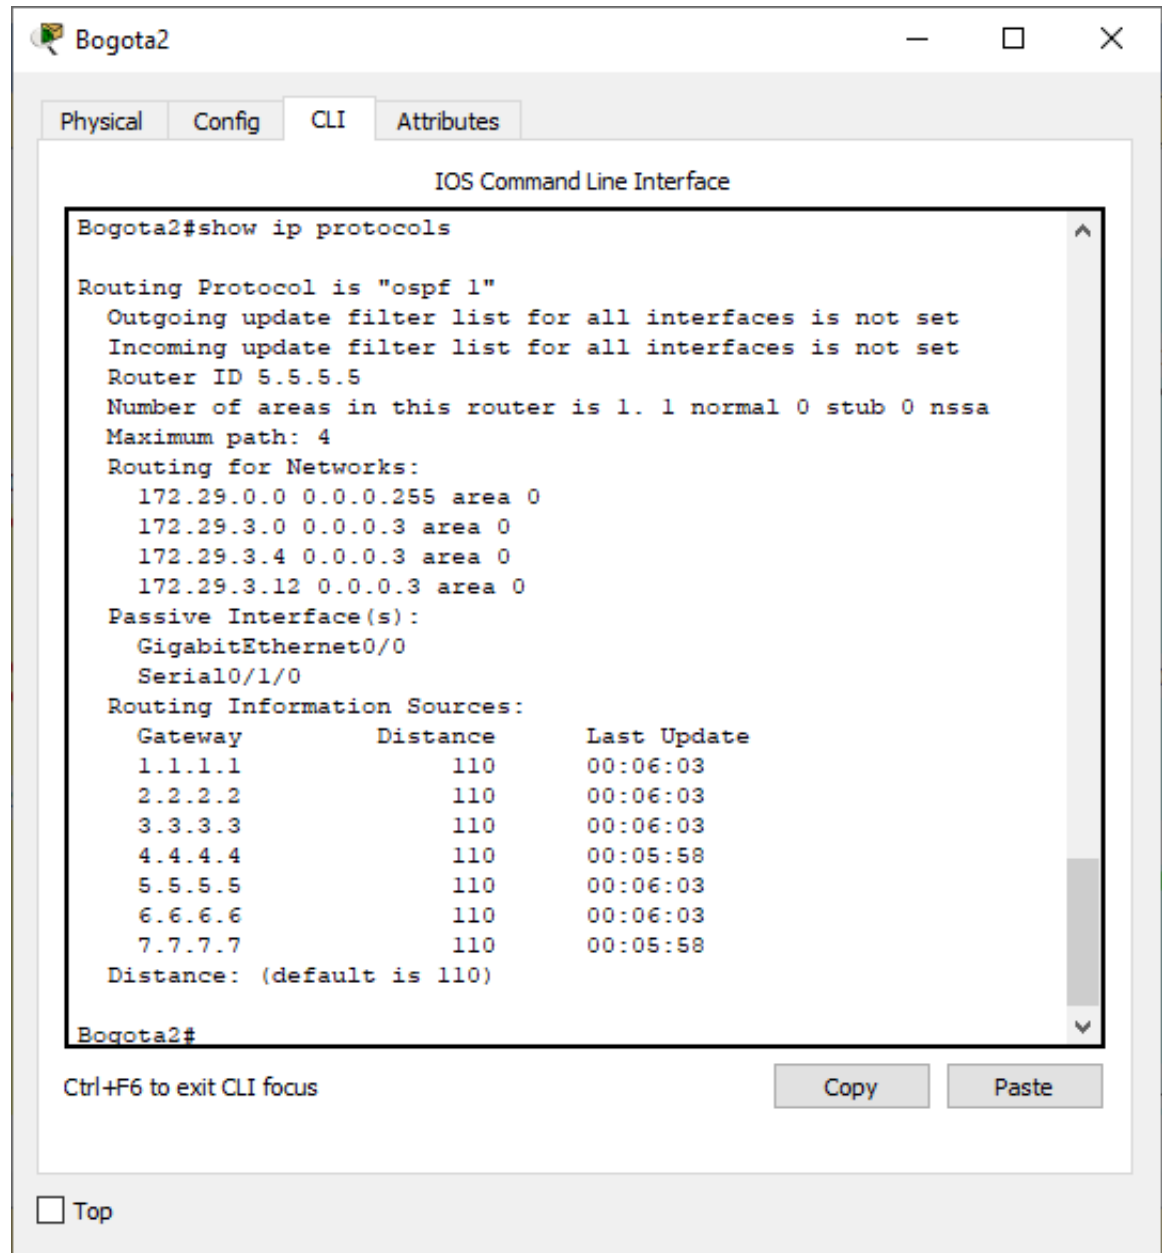 Bogota2
Physical Config CLI Attributes
IOS Command Line Interface
Bogota2#show ip protocols
Routing Protocol is "ospf 1"
Outgoing update filter list for all interfaces is not set
Incoming update filter list for all interfaces is not set
Router ID 5.5.5.5
Number of areas in this router is 1. 1 normal 0 stub 0 nssa
Maximum path: 4
Routing for Networks:
172.29.0.0 0.0.0.255 area 0
172.29.3.0 0.0.0.3 area 0
172.29.3.4 0.0.0.3 area 0
172.29.3.12 0.0.0.3 area 0
Passive Interface(s):
GigabitEthernet0/0
Serial0/1/0
Routing Information Sources:
Gateway Distance Last Update
1.1.1.1 110 00:06:03
2.2.2.2 110 00:06:03
3.3.3.3 110 00:06:03
4.4.4.4 110 00:05:58
5.5.5.5 110 00:06:03
6.6.6.6 110 00:06:03
7.7.7.7 110 00:05:58
Distance: (default is 110)
Bogota2#
Ctrl+F6 to exit CLI focus Copy Paste
Top